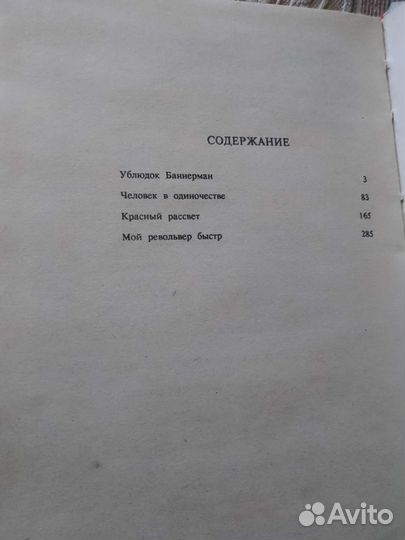 СОДЕРЖАНИЕ
Ублюдок Баннерман 3
Человек в одиночестве 83
Красный рассвет 165
Мой револьвер быстр 285
Avito